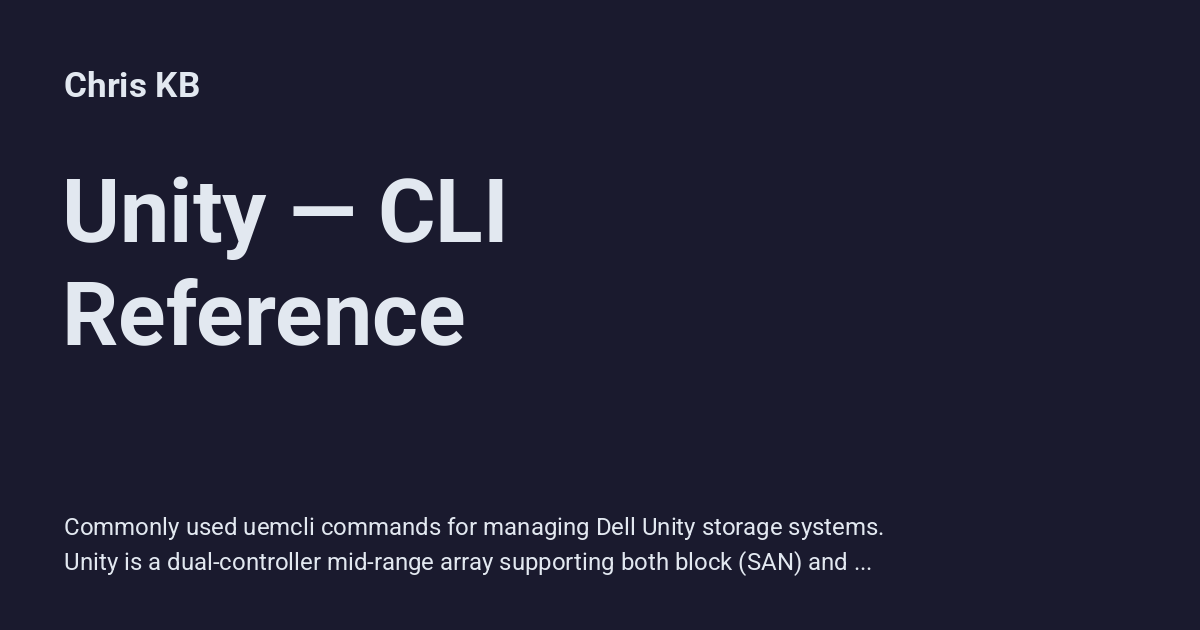 Chris KB
Unity — CLI
Reference
Commonly used uemcli commands for managing Dell Unity storage systems.
Unity is a dual-controller mid-range array supporting both block (SAN) and ...